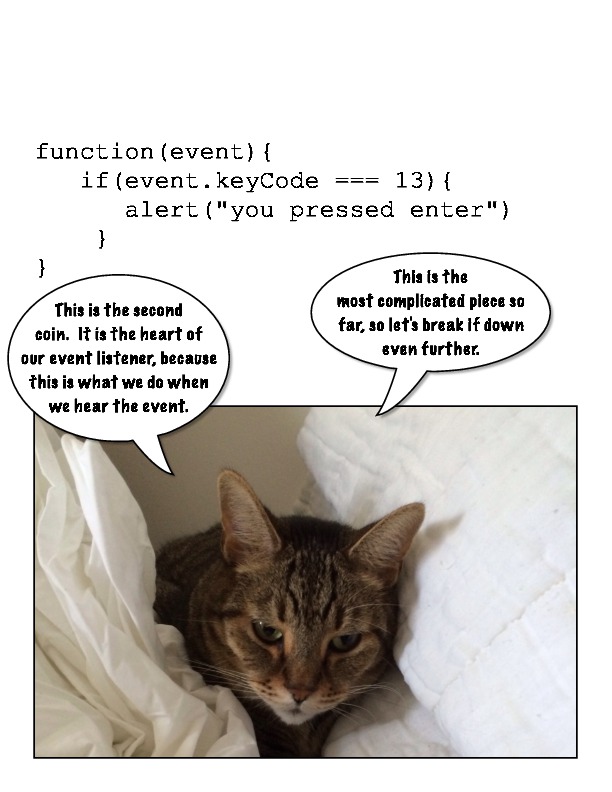 function(event){
if(event.keyCode === 13){
alert("you pressed enter")
}
}
This is the second
coin. It is the heart of
our event listener, because
this is what we do when
we hear the event.
This is the
most complicated piece so
far, so let's break if down
even further.